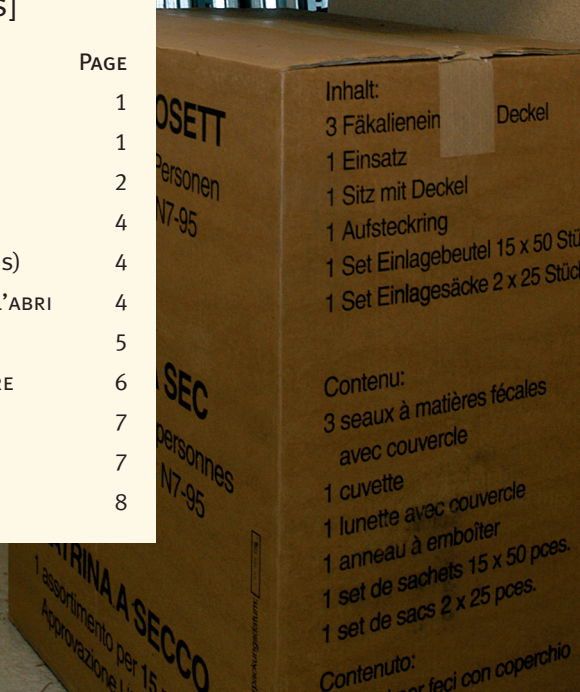 s]
PAGE
1
1
2
4
s) 4
L'ABRI 4
5
RE 6
7
7
8
OSETT
Personen
N7-95
Inhalt:
3 Fäkalienein Deckel
1 Einsatz
1 Sitz mit Deckel
1 Aufsteckring
1 Set Einlagebeutel 15 x 50 Stü
1 Set Einlagesäcke 2 x 25 Stück
A SEC
personnes
N7-95
Contenu:
3 seaux à matières fécales
avec couvercle
1 cuvette
1 lunette avec couvercle
1 anneau à emboîter
1 set de sachets 15 x 50 pces.
1 set de sacs 2 x 25 pces.
ATRINA A SECCO
1 assortimento per 15
Approvazione
Contenuto:
per feci con coperchio